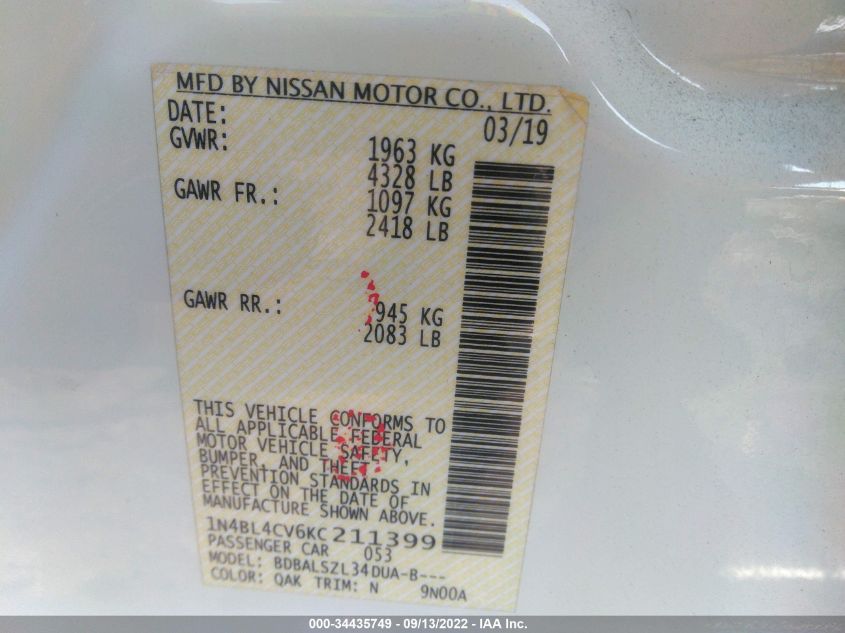 MFD BY NISSAN MOTOR CO., LTD.
DATE: 03/19
GVWR: 1963 KG
4328 LB
GAWR FR.: 1097 KG
2418 LB
GAWR RR.: 945 KG
2083 LB
THIS VEHICLE CONFORMS TO
ALL APPLICABLE FEDERAL
MOTOR VEHICLE SAFETY,
BUMPER, AND THEFT
PREVENTION STANDARDS IN
EFFECT ON THE DATE OF
MANUFACTURE SHOWN ABOVE.
1N4BL4CV6KC211399
PASSENGER CAR 053
MODEL: BDBALSZL34DUA-B---
COLOR: QAK TRIM: N 9N00A
000-34435749 - 09/13/2022 - IAA Inc.